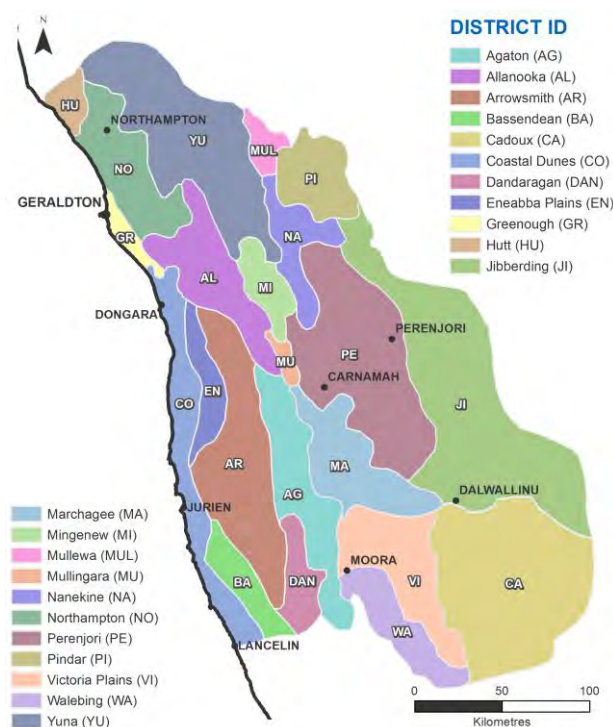 N
DISTRICT ID
Agaton (AG)
Allanooka (AL)
Arrowsmith (AR)
Bassendean (BA)
Cadoux (CA)
Coastal Dunes (CO)
Dandaragan (DAN)
Eneabba Plains (EN)
Greenough (GR)
Hutt (HU)
Jibberding (JI)
HU
NORTHAMPTON
YU
MUL
PI
NO
GERALDTON
GR
NA
AL
MI
DONGARA
PERENJORI
MU
PE
CARNAMAH
EN
CO
JI
AR
MA
AG
DALWALLINU
JURIEN
MOORA
BA
DAN
VI
CA
WA
LANCELIN
Marchagee (MA)
Mingenew (MI)
Mullewa (MUL)
Mullingara (MU)
Nanekine (NA)
Northampton (NO)
Perenjori (PE)
Pindar (PI)
Victoria Plains (VI)
Walebing (WA)
Yuna (YU)
0 50 100
Kilometres